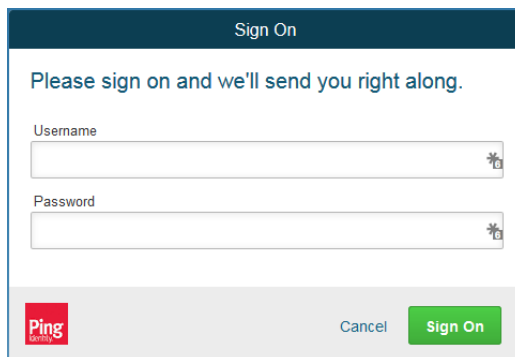 Sign On
Please sign on and we'll send you right along.
Username
Password
Ping
Identity.
Cancel
Sign On